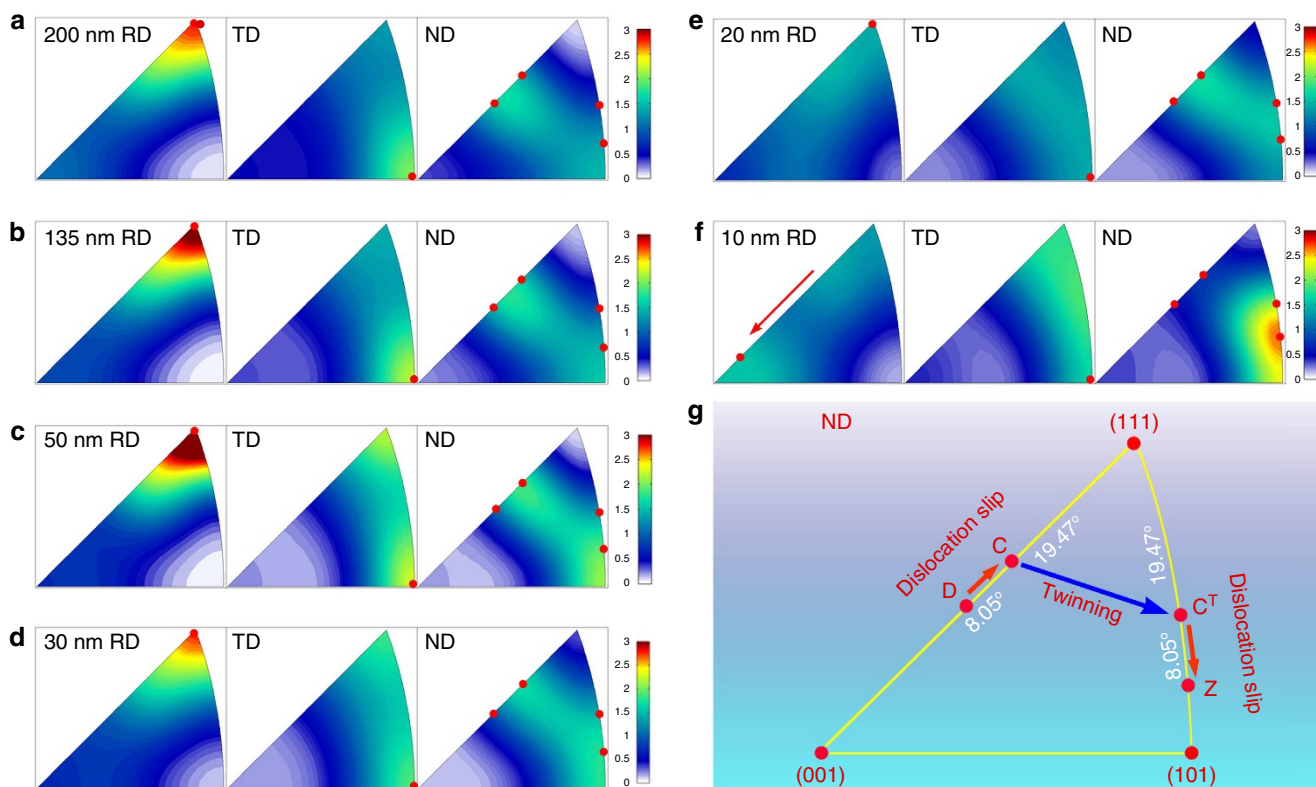 a
200 nm RD
TD
ND
3
2.5
2
1.5
1
0.5
0
b
135 nm RD
TD
ND
3
2.5
2
1.5
1
0.5
0
c
50 nm RD
TD
ND
3
2.5
2
1.5
1
0.5
0
d
30 nm RD
TD
ND
3
2.5
2
1.5
1
0.5
0
e
20 nm RD
TD
ND
3
2.5
2
1.5
1
0.5
0
f
10 nm RD
TD
ND
3
2.5
2
1.5
1
0.5
0
g
ND
(111)
Dislocation slip
C
19.47°
19.47°
D
8.05°
Twinning
Cᵀ
8.05°
Z
Dislocation slip
(001)
(101)